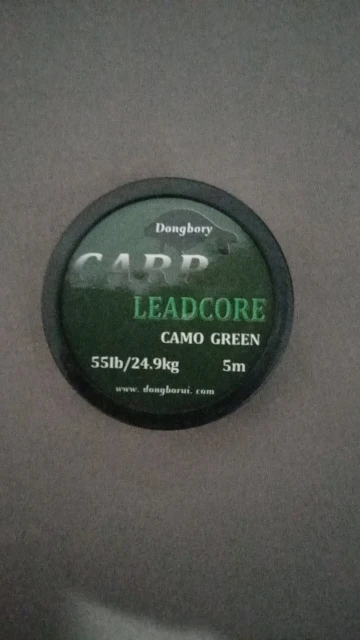 Dongbory
CARP
LEADCORE
CAMO GREEN
55lb/24.9kg 5m
www. dongborui. com